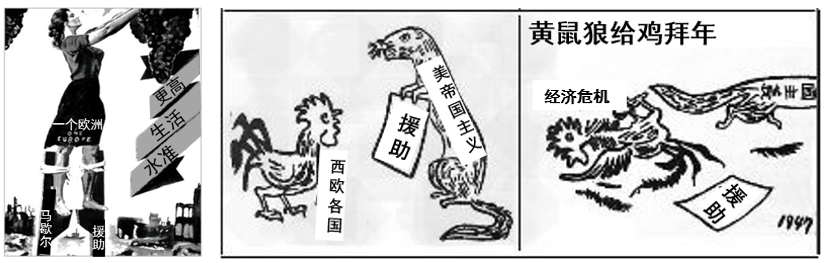 更高
生活
水准
一个欧洲
ONE
EUROPE
马歇尔
援助
美帝国主义
援助
西欧各国
黄鼠狼给鸡拜年
经济危机
援助
1947